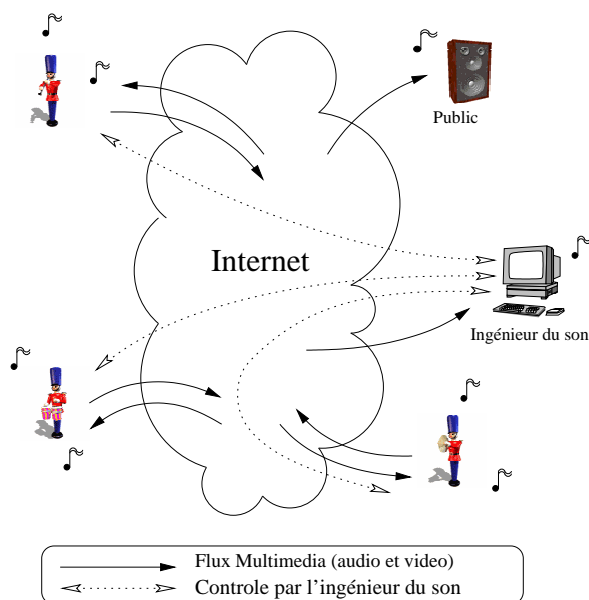 Public
Internet
Ingénieur du son
Flux Multimedia (audio et video)
Controle par l'ingénieur du son